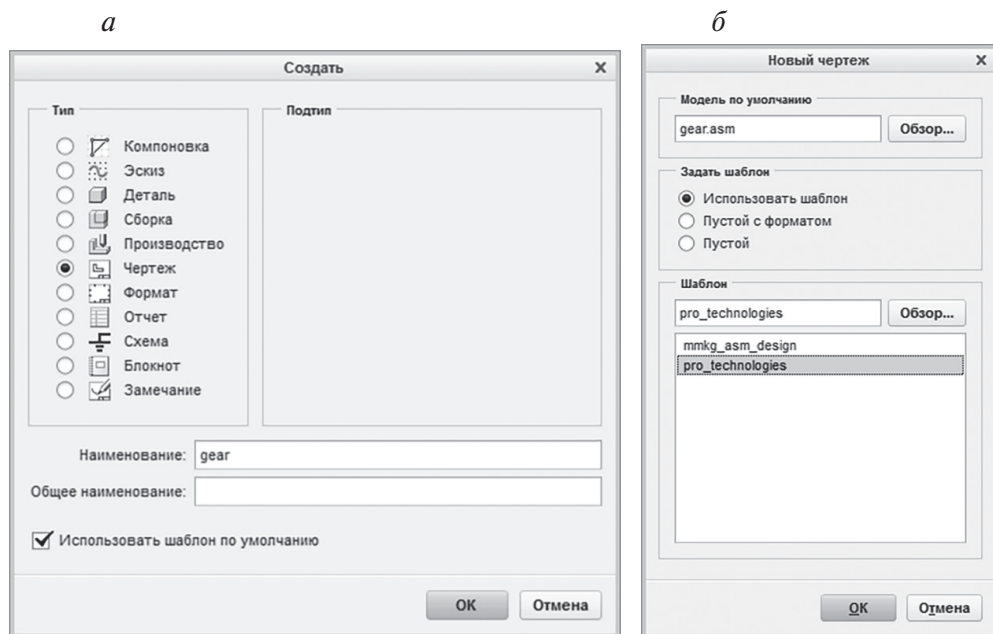 а
Создать
X
Тип
Подтип
Компоновка
Эскиз
Деталь
Сборка
Производство
Чертеж
Формат
Отчет
Схема
Блокнот
Замечание
Наименование: gear
Общее наименование:
Использовать шаблон по умолчанию
OK Отмена
б
Новый чертеж
X
Модель по умолчанию
gear.asm Обзор...
Задать шаблон
Использовать шаблон
Пустой с форматом
Пустой
Шаблон
pro_technologies Обзор...
mmkg_asm_design
pro_technologies
OK Отмена